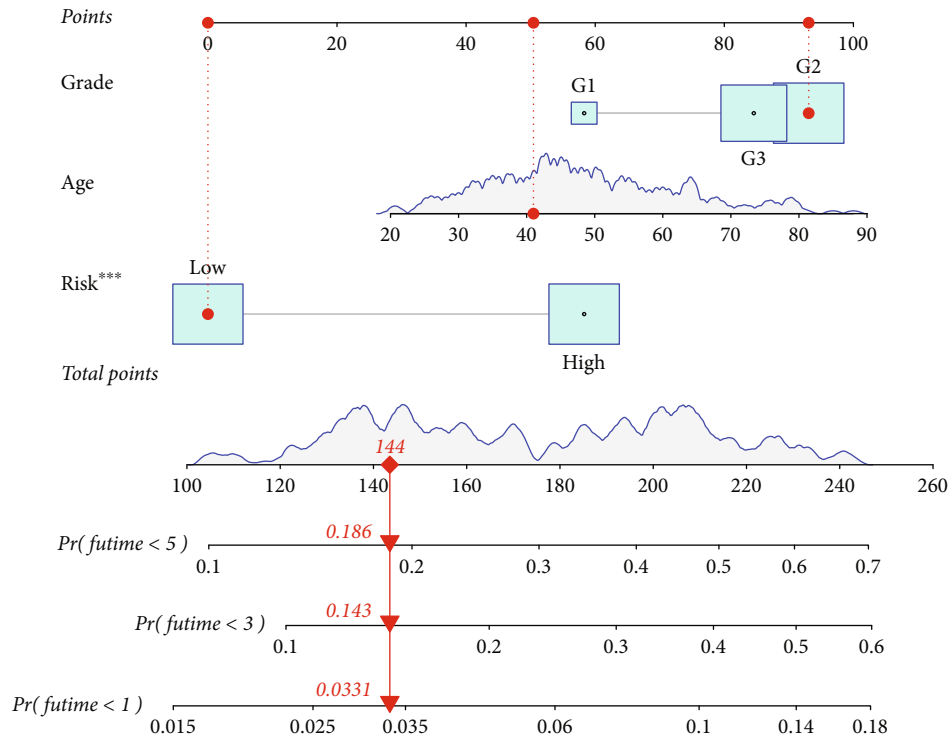 Points
0 20 40 60 80 100
G2
Grade
G1
G3
Age
20 30 40 50 60 70 80 90
Low
Risk***
High
Total points
144
100 120 140 160 180 200 220 240 260
0.186
Pr( futime < 5 )
0.1 0.2 0.3 0.4 0.5 0.6 0.7
0.143
Pr( futime < 3 )
0.1 0.2 0.3 0.4 0.5 0.6
0.0331
Pr( futime < 1 )
0.015 0.025 0.035 0.06 0.1 0.14 0.18